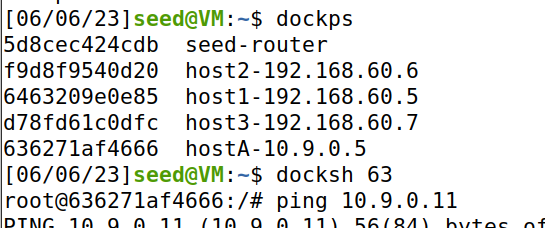 [06/06/23]seed@VM:~$ dockps
5d8cec424cdb  seed-router
f9d8f9540d20  host2-192.168.60.6
6463209e0e85  host1-192.168.60.5
d78fd61c0dfc  host3-192.168.60.7
636271af4666  hostA-10.9.0.5
[06/06/23]seed@VM:~$ docksh 63
root@636271af4666:/# ping 10.9.0.11
PING 10.9.0.11 (10.9.0.11) 56(84) bytes of